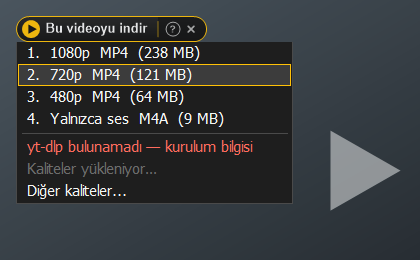 Bu videoyu indir ? ×
1. 1080p MP4 (238 MB)
2. 720p MP4 (121 MB)
3. 480p MP4 (64 MB)
4. Yalnızca ses M4A (9 MB)
yt-dlp bulunamadı — kurulum bilgisi
Kaliteler yükleniyor...
Diğer kaliteler...